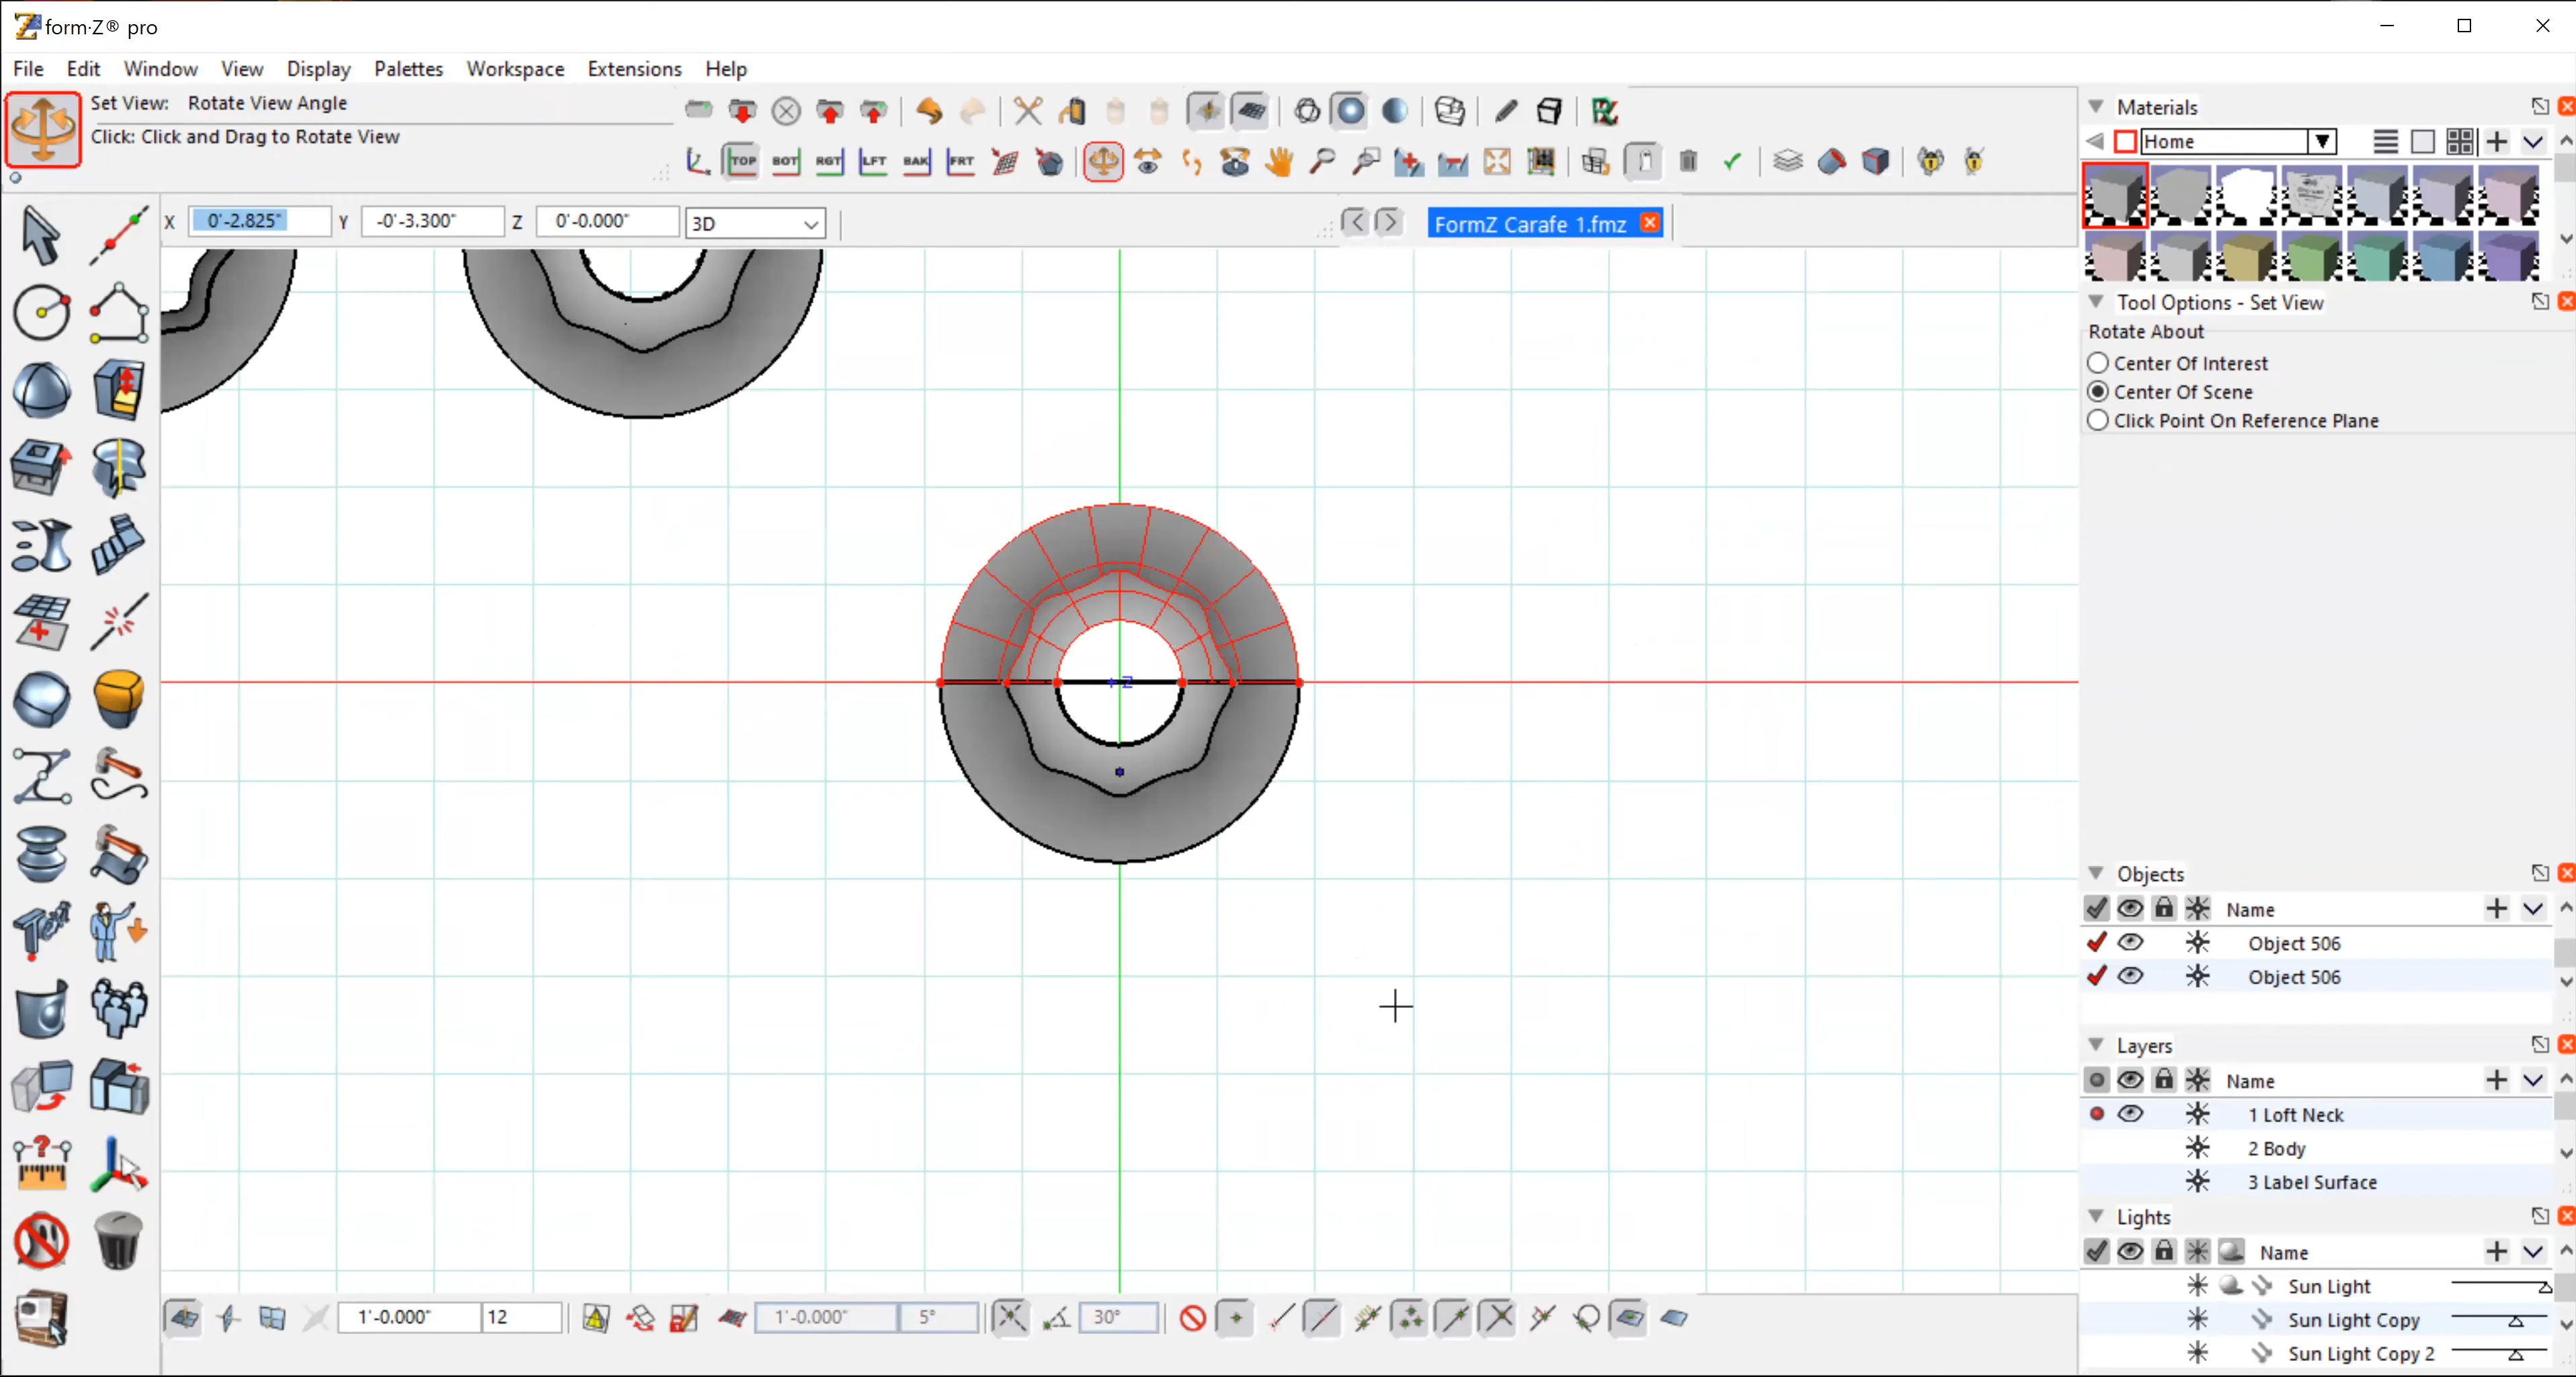 form·Z® pro
File Edit Window View Display Palettes Workspace Extensions Help
Set View: Rotate View Angle
Click: Click and Drag to Rotate View
TOP BOT RGT LFT BAK FRT
X 0'-2.825" Y -0'-3.300" Z 0'-0.000" 3D
FormZ Carafe 1.fmz
Z
1'-0.000" 12 1'-0.000" 5° 30°
Materials
Home
Tool Options - Set View
Rotate About
Center Of Interest
Center Of Scene
Click Point On Reference Plane
Objects
Name
Object 506
Object 506
Layers
Name
1 Loft Neck
2 Body
3 Label Surface
Lights
Name
Sun Light
Sun Light Copy
Sun Light Copy 2